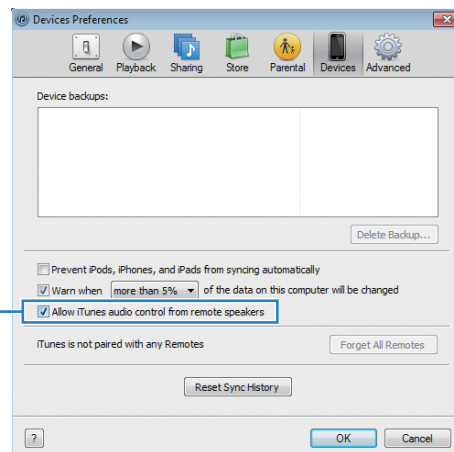 Devices Preferences
General Playback Sharing Store Parental Devices Advanced
Device backups:
Delete Backup...
Prevent iPods, iPhones, and iPads from syncing automatically
Warn when more than 5% of the data on this computer will be changed
Allow iTunes audio control from remote speakers
iTunes is not paired with any Remotes Forget All Remotes
Reset Sync History
? OK Cancel